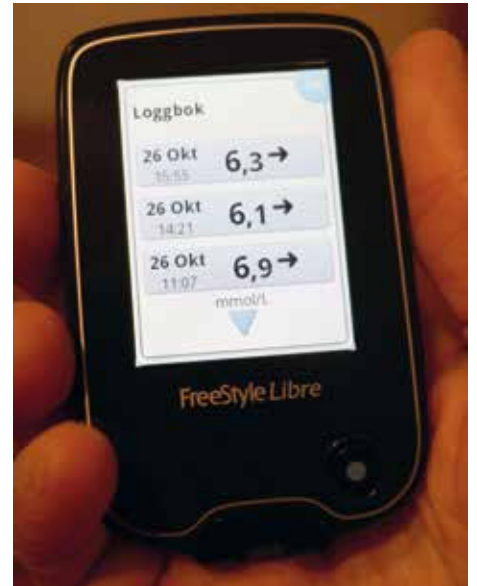 Loggbok
26 Okt
15:55
6,3→
26 Okt
14:21
6,1→
26 Okt
11:07
6,9→
mmol/L
FreeStyle Libre